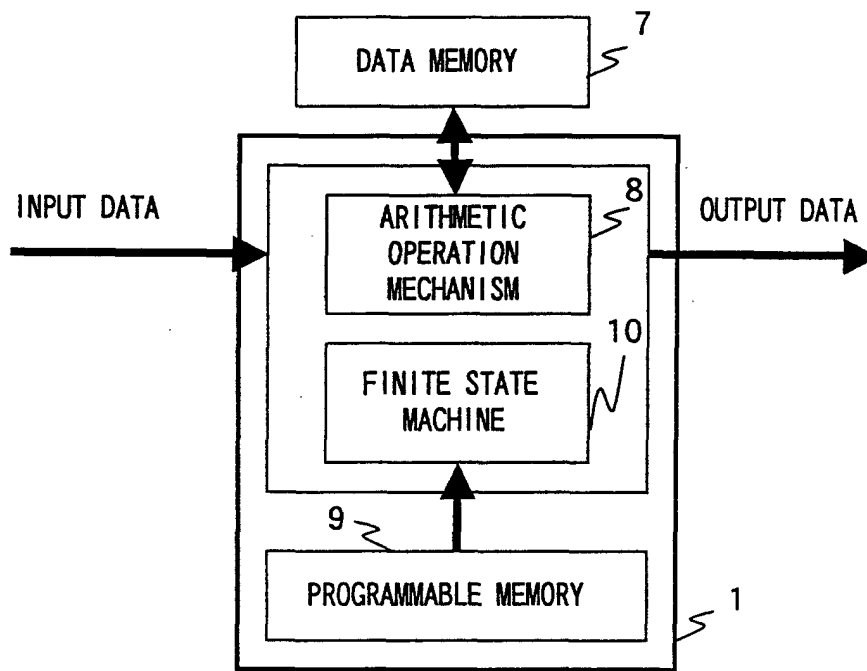 7
DATA MEMORY
8
INPUT DATA
ARITHMETIC
OPERATION
MECHANISM
OUTPUT DATA
10
FINITE STATE
MACHINE
9
PROGRAMMABLE MEMORY
1